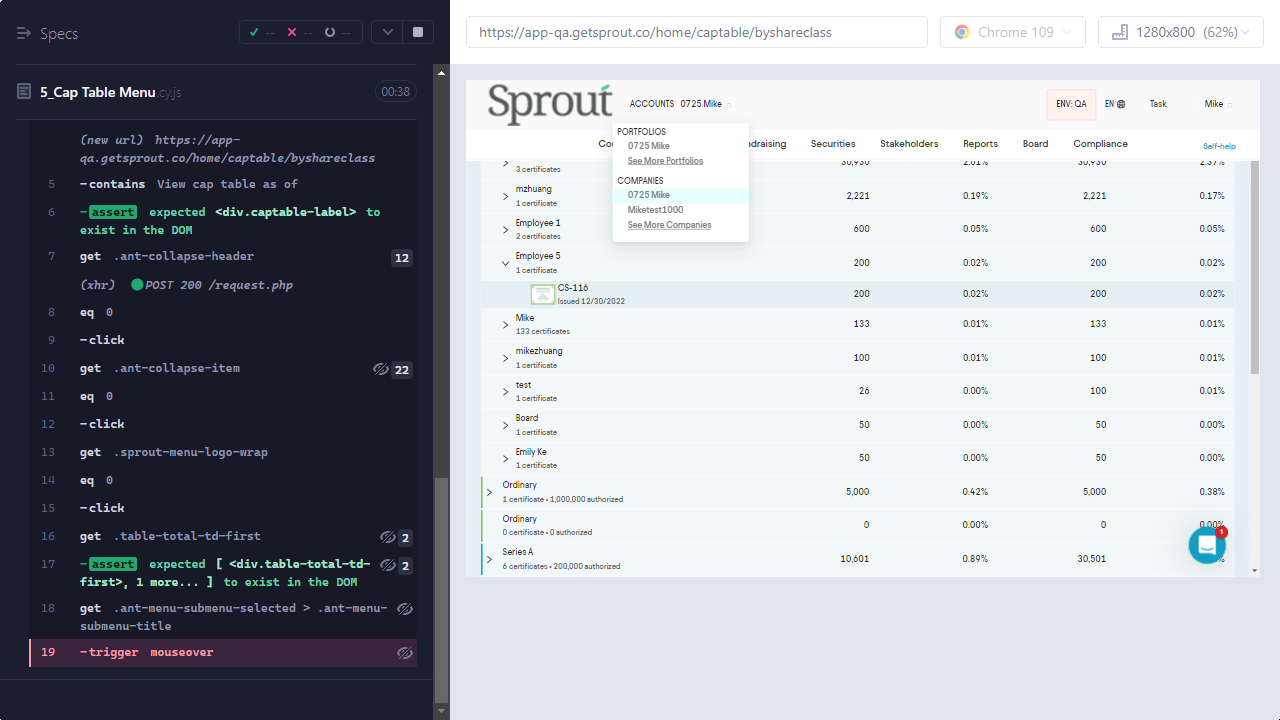 Specs
-- -- --
5_Cap Table Menu.cy.js
00:38
(new url) https://app-
qa.getsprout.co/home/captable/byshareclass
5 -contains View cap table as of
6 -assert expected <div.captable-label> to
exist in the DOM
7 get .ant-collapse-header 12
(xhr) POST 200 /request.php
8 eq 0
9 -click
10 get .ant-collapse-item 22
11 eq 0
12 -click
13 get .sprout-menu-logo-wrap
14 eq 0
15 -click
16 get .table-total-td-first 2
17 -assert expected [ <div.table-total-td-
first>, 1 more... ] to exist in the DOM 2
18 get .ant-menu-submenu-selected > .ant-menu-
submenu-title
19 -trigger mouseover
https://app-qa.getsprout.co/home/captable/byshareclass
Chrome 109
1280x800 (62%)
Sprout
ACCOUNTS 0725 Mike
ENV: QA
EN
Task
Mike
PORTFOLIOS
0725 Mike
See More Portfolios
COMPANIES
0725 Mike
Miketest1000
See More Companies
Securities
Stakeholders
Reports
Board
Compliance
Self-help
3 certificates 30,930 2.61% 30,930 2.37%
mzhuang
1 certificate
2,221 0.19% 2,221 0.17%
Employee 1
2 certificates
600 0.05% 600 0.05%
Employee 5
1 certificate
200 0.02% 200 0.02%
CS-116
Issued 12/30/2022
200 0.02% 200 0.02%
Mike
133 certificates
133 0.01% 133 0.01%
mikezhuang
1 certificate
100 0.01% 100 0.01%
test
1 certificate
26 0.00% 100 0.01%
Board
1 certificate
50 0.00% 50 0.00%
Emily Ke
1 certificate
50 0.00% 50 0.00%
Ordinary
1 certificate • 1,000,000 authorized
5,000 0.42% 5,000 0.38%
Ordinary
0 certificate • 0 authorized
0 0.00% 0 0.00%
Series A
6 certificates • 200,000 authorized
10,601 0.89% 30,501
1